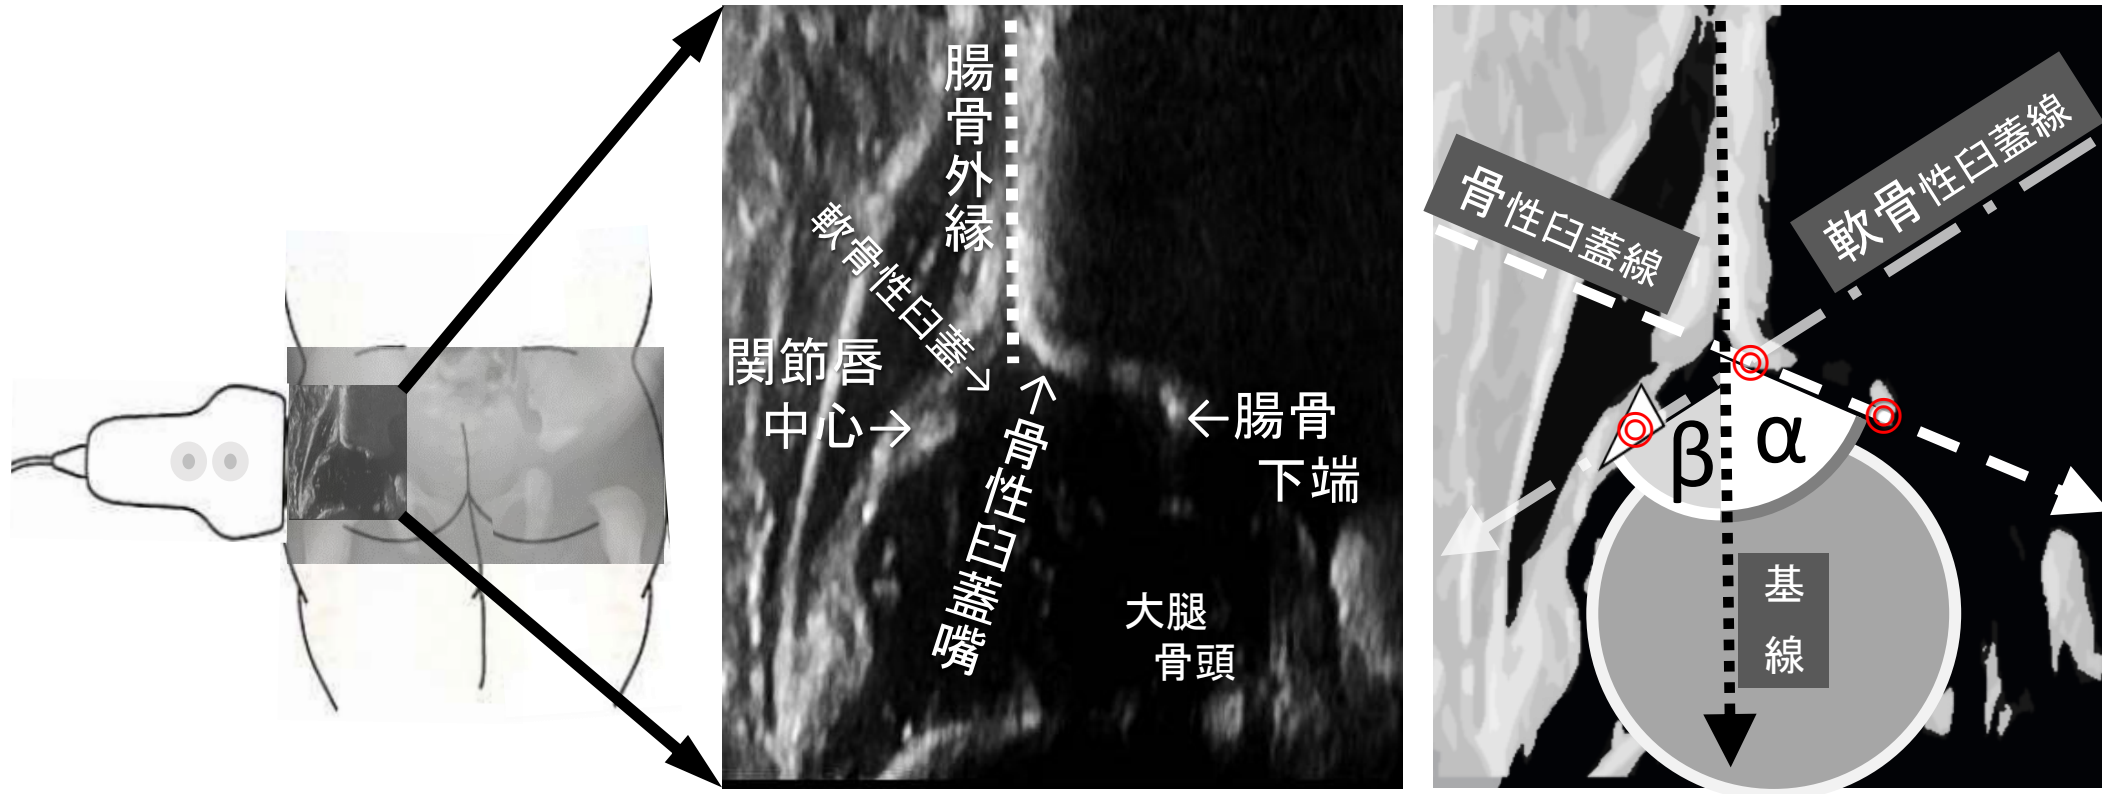 腸骨外縁
軟骨性臼蓋↘
関節唇
中心→
↑骨性臼蓋嘴
←腸骨
下端
大腿
骨頭
骨性臼蓋線
軟骨性臼蓋線
β
α
基
線